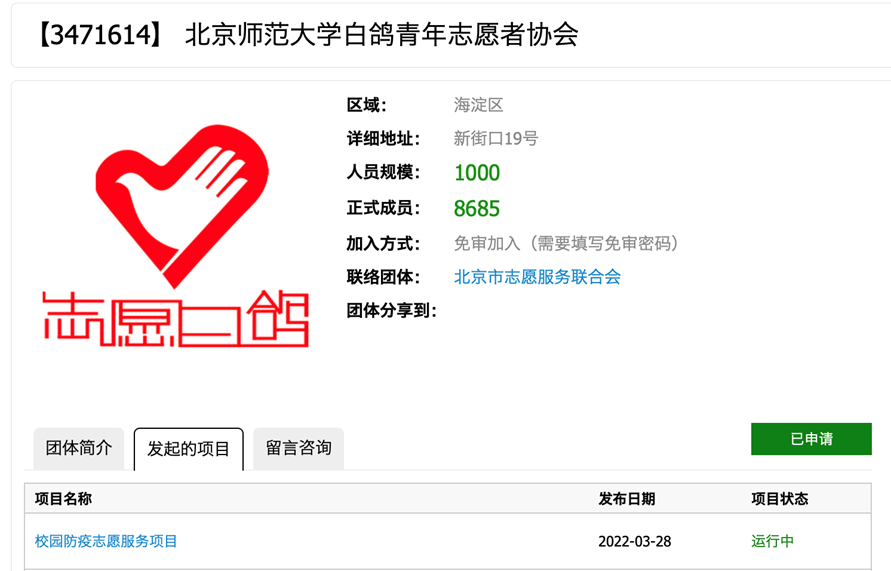 【3471614】 北京师范大学白鸽青年志愿者协会
区域： 海淀区
详细地址： 新街口19号
人员规模： 1000
正式成员： 8685
加入方式： 免审加入（需要填写免审密码）
联络团体： 北京市志愿服务联合会
团体分享到：
志愿白鸽
团体简介 发起的项目 留言咨询 已申请
项目名称 发布日期 项目状态
校园防疫志愿服务项目 2022-03-28 运行中